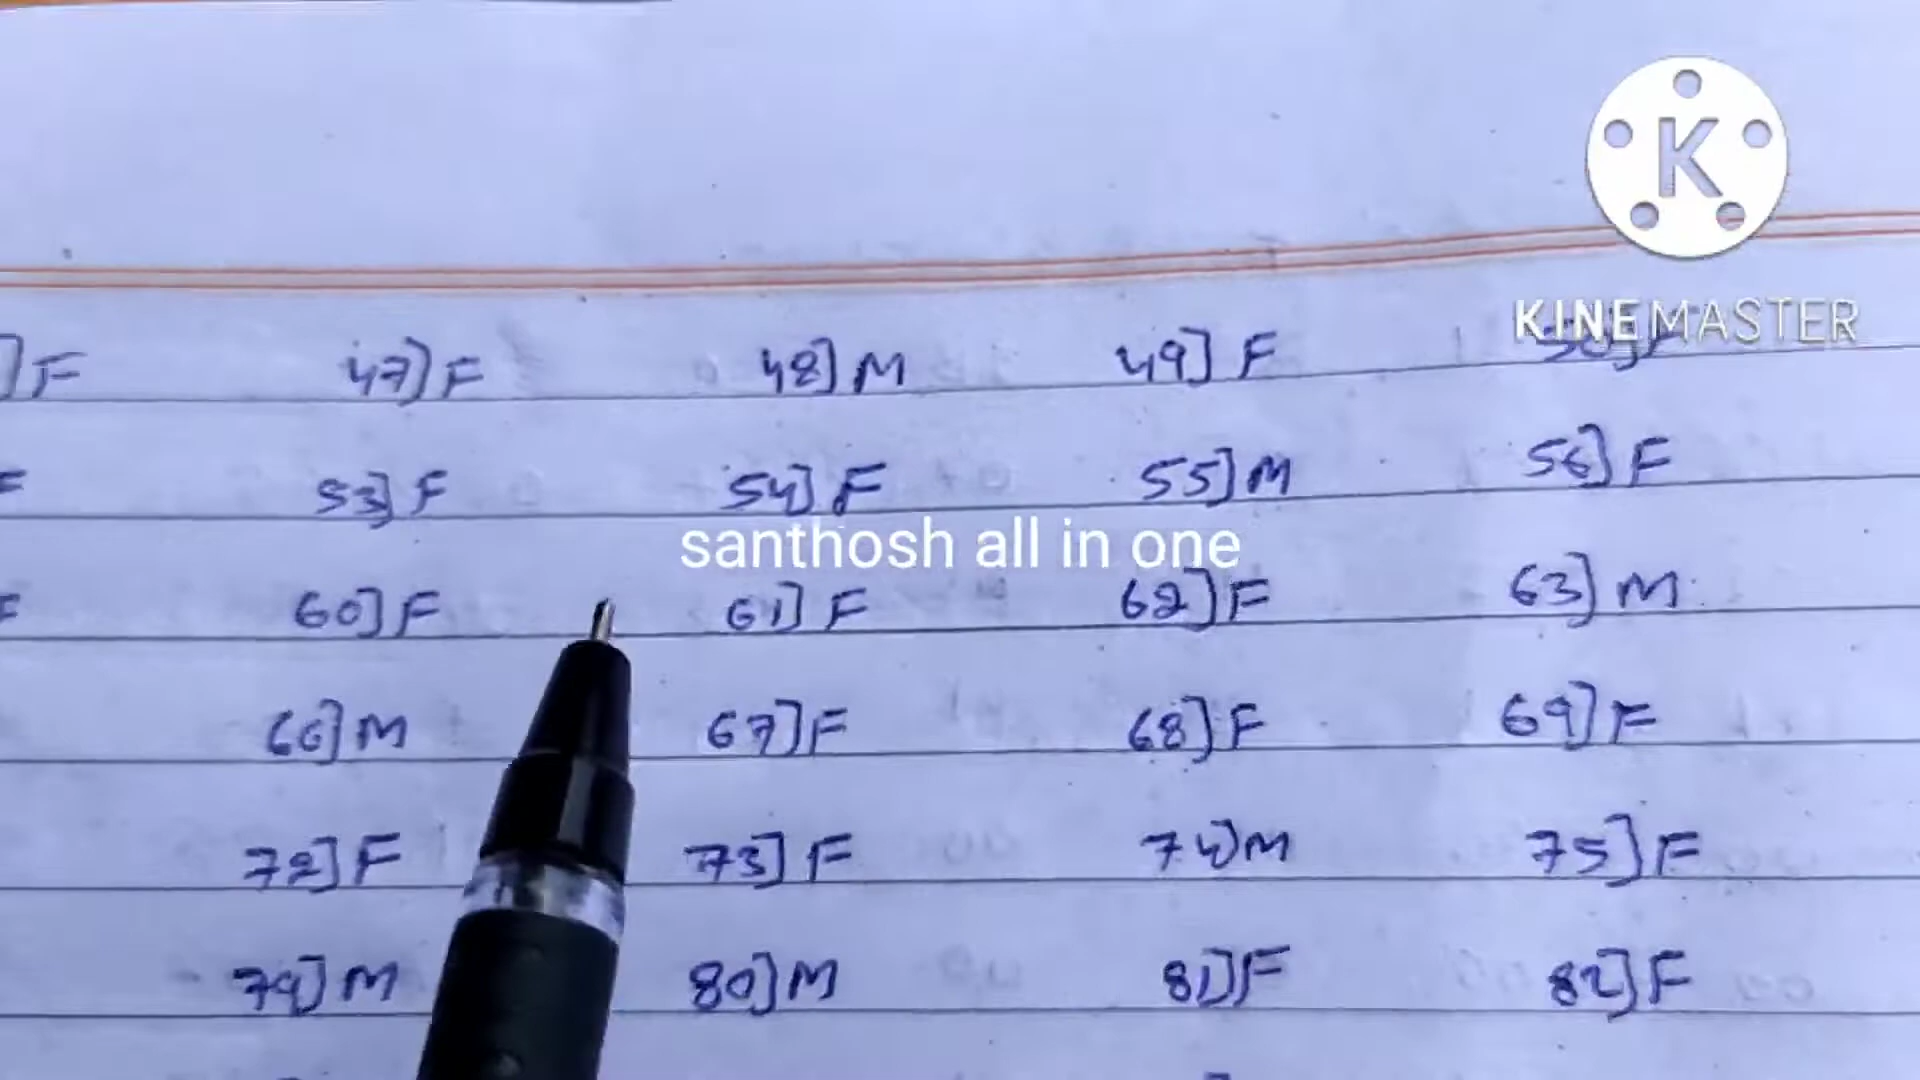 K
KINEMASTER
]F 47]F 48]M 49]F 50]F
F 53]F 54]F 55]M 56]F
santhosh all in one
F 60]F 61]F 62]F 63]M
66]M 67]F 68]F 69]F
72]F 73]F 74]M 75]F
79]M 80]M 81]F 82]F